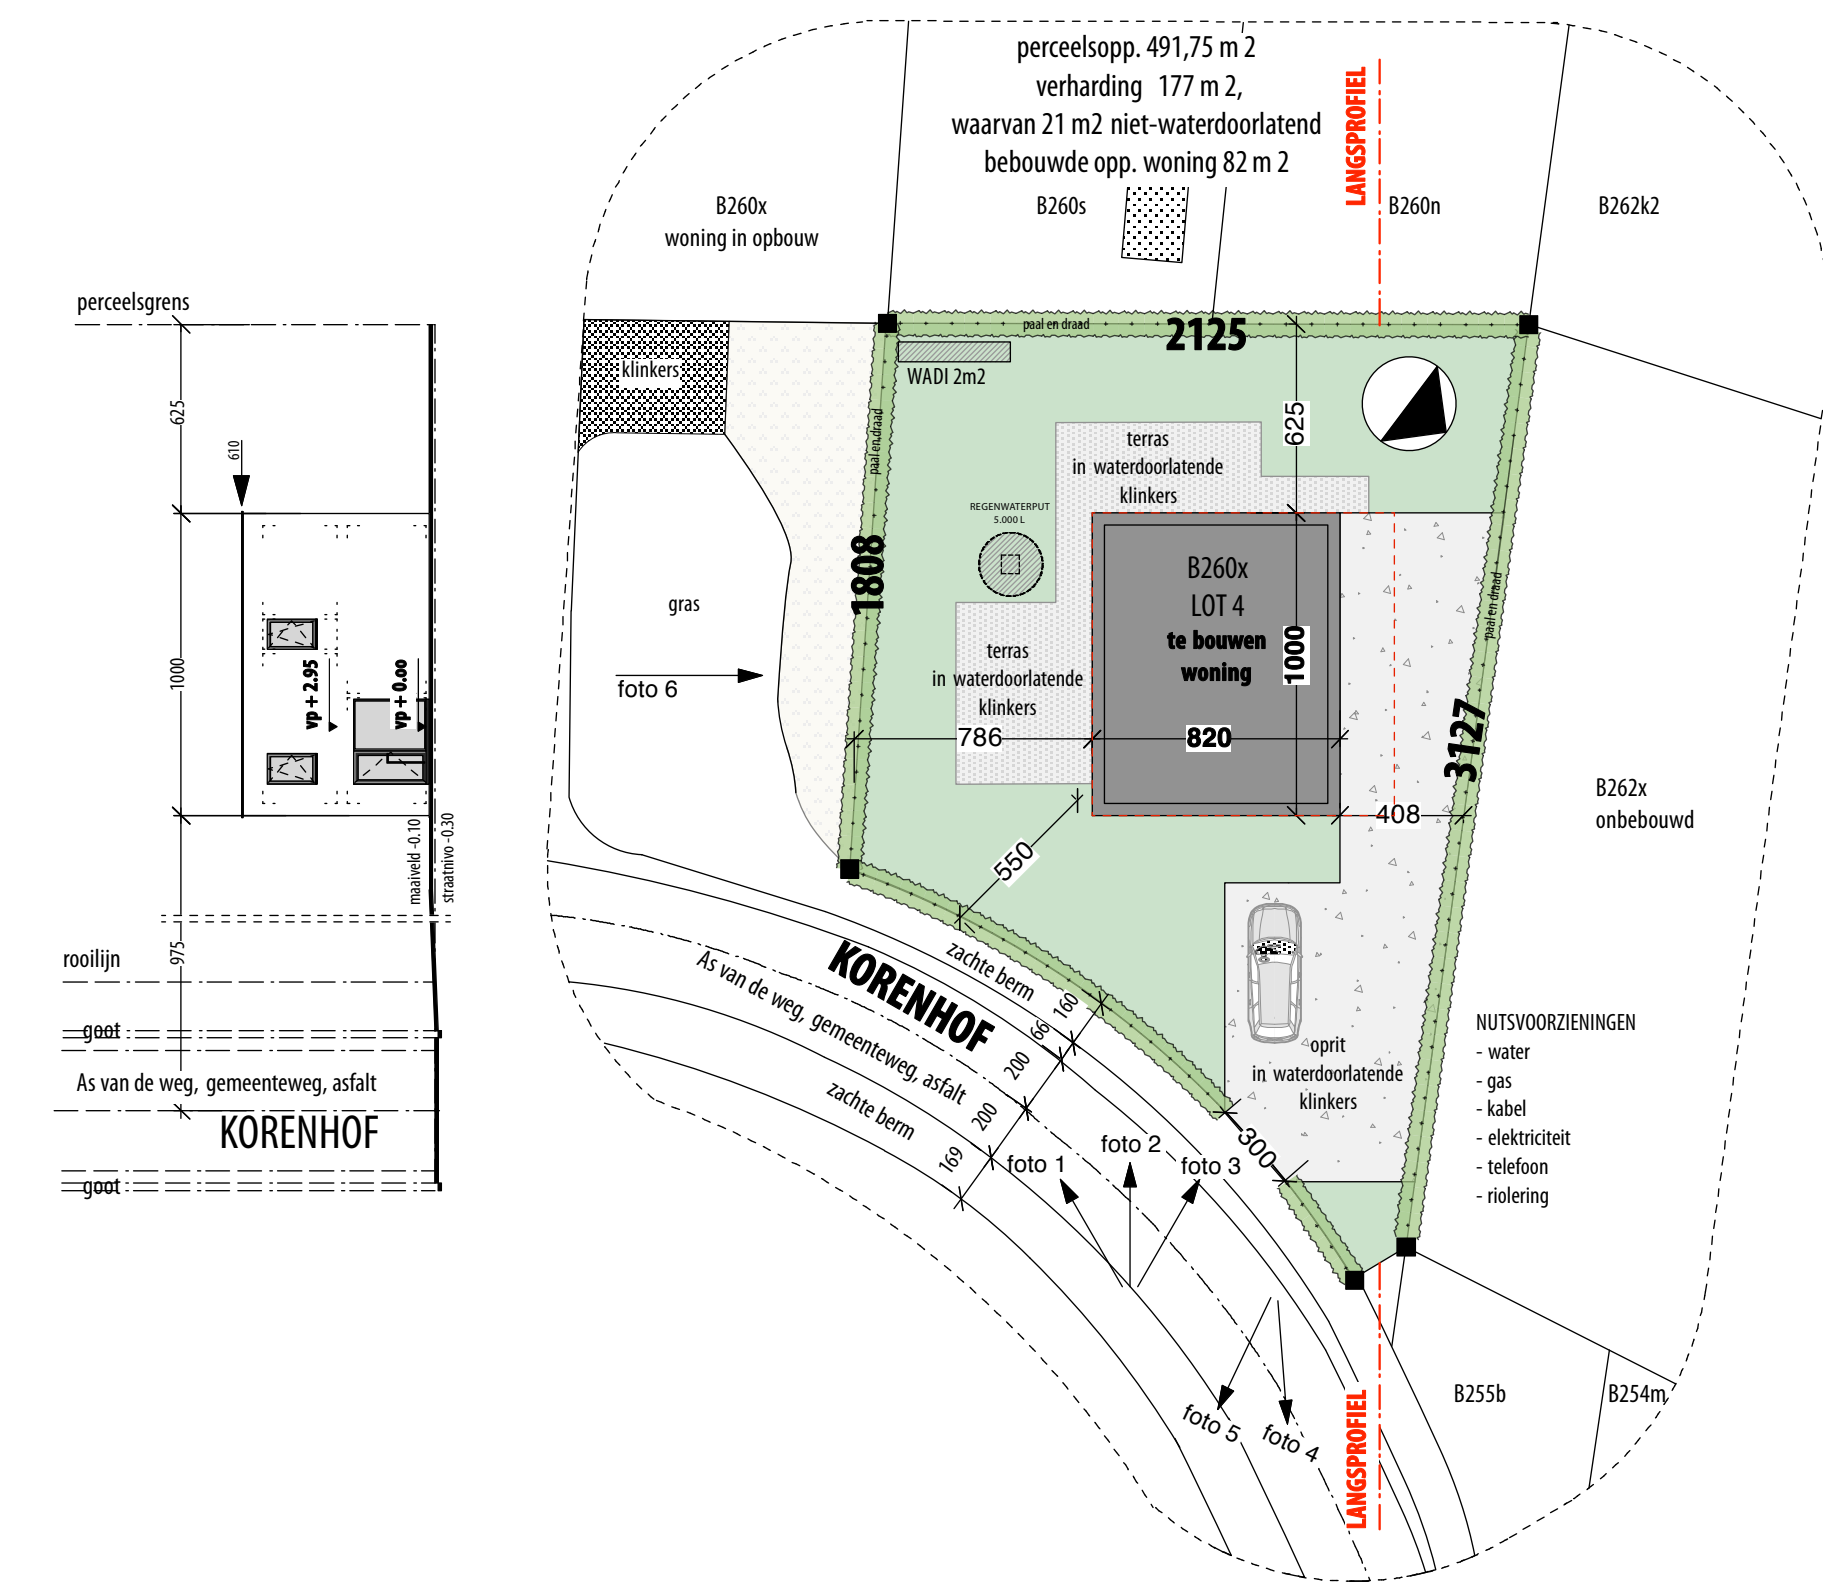 perceelsopp. 491,75 m 2
verharding 177 m 2,
waarvan 21 m2 niet-waterdoorlatend
bebouwde opp. woning 82 m 2
LANGSPROFIEL
B260x
woning in opbouw
B260s
B260n
B262k2
perceelsgrens
625
610
1000
vp + 2.95
vp + 0.00
maaiveld -0.10
straatnivo -0.30
975
rooilijn
goot
As van de weg, gemeenteweg, asfalt
KORENHOF
goot
klinkers
paal en draad
2125
WADI 2m2
paal en draad
625
terras
in waterdoorlatende
klinkers
REGENWATERPUT
5.000 L
1808
B260x
LOT 4
te bouwen
woning
1000
paal en draad
gras
foto 6
terras
in waterdoorlatende
klinkers
786
820
3127
408
B262x
onbebouwd
550
KORENHOF
zachte berm
As van de weg, gemeenteweg, asfalt
zachte berm
160
66
200
200
169
oprit
in waterdoorlatende
klinkers
300
NUTSVOORZIENINGEN
- water
- gas
- kabel
- elektriciteit
- telefoon
- riolering
foto 1
foto 2
foto 3
foto 5
foto 4
LANGSPROFIEL
B255b
B254m